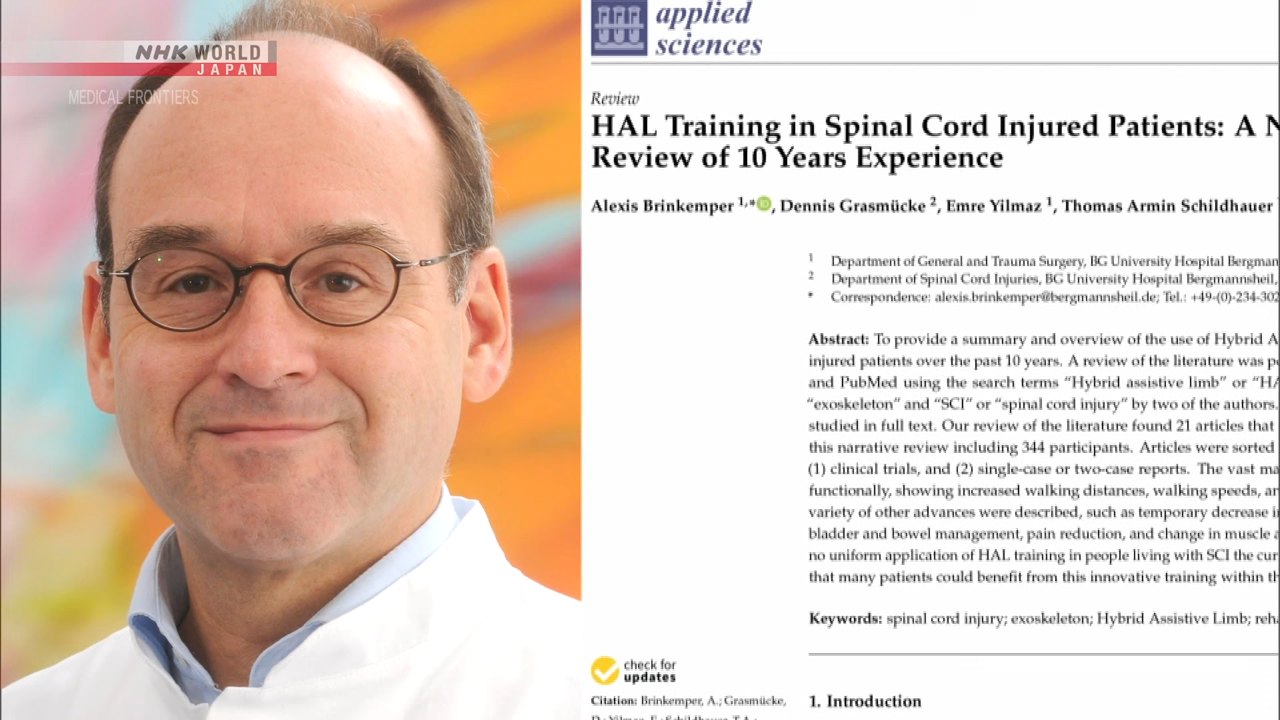 NHK WORLD
JAPAN
MEDICAL FRONTIERS
applied
sciences
Review
HAL Training in Spinal Cord Injured Patients: A N
Review of 10 Years Experience
Alexis Brinkemper 1,* iD, Dennis Grasmücke 2, Emre Yilmaz 1, Thomas Armin Schildhauer
1 Department of General and Trauma Surgery, BG University Hospital Bergman
2 Department of Spinal Cord Injuries, BG University Hospital Bergmannsheil,
* Correspondence: alexis.brinkemper@bergmannsheil.de; Tel.: +49-(0)-234-302
Abstract: To provide a summary and overview of the use of Hybrid A
injured patients over the past 10 years. A review of the literature was pe
and PubMed using the search terms “Hybrid assistive limb” or “HA
“exoskeleton” and “SCI” or “spinal cord injury” by two of the authors.
studied in full text. Our review of the literature found 21 articles that
this narrative review including 344 participants. Articles were sorted
(1) clinical trials, and (2) single-case or two-case reports. The vast ma
functionally, showing increased walking distances, walking speeds, an
variety of other advances were described, such as temporary decrease in
bladder and bowel management, pain reduction, and change in muscle a
no uniform application of HAL training in people living with SCI the cur
that many patients could benefit from this innovative training within th
Keywords: spinal cord injury; exoskeleton; Hybrid Assistive Limb; reha
check for
updates
Citation: Brinkemper, A.; Grasmücke,
1. Introduction